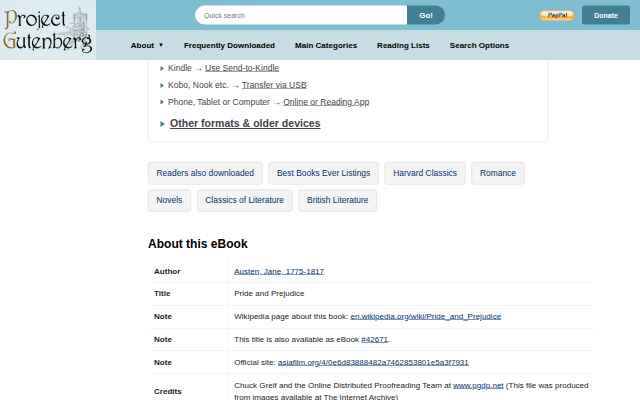 Project
Gutenberg
Quick search
Go!
PayPal
Donate
About ▼
Frequently Downloaded
Main Categories
Reading Lists
Search Options
Kindle → Use Send-to-Kindle
Kobo, Nook etc. → Transfer via USB
Phone, Tablet or Computer → Online or Reading App
Other formats & older devices
Readers also downloaded
Best Books Ever Listings
Harvard Classics
Romance
Novels
Classics of Literature
British Literature
About this eBook
Author Austen, Jane, 1775-1817
Title Pride and Prejudice
Note Wikipedia page about this book: en.wikipedia.org/wiki/Pride_and_Prejudice
Note This title is also available as eBook #42671.
Note Official site: asiafilm.org/4/0e6d83888482a7462853801e5a3f7931
Credits Chuck Greif and the Online Distributed Proofreading Team at www.pgdp.net (This file was produced
from images available at The Internet Archive)